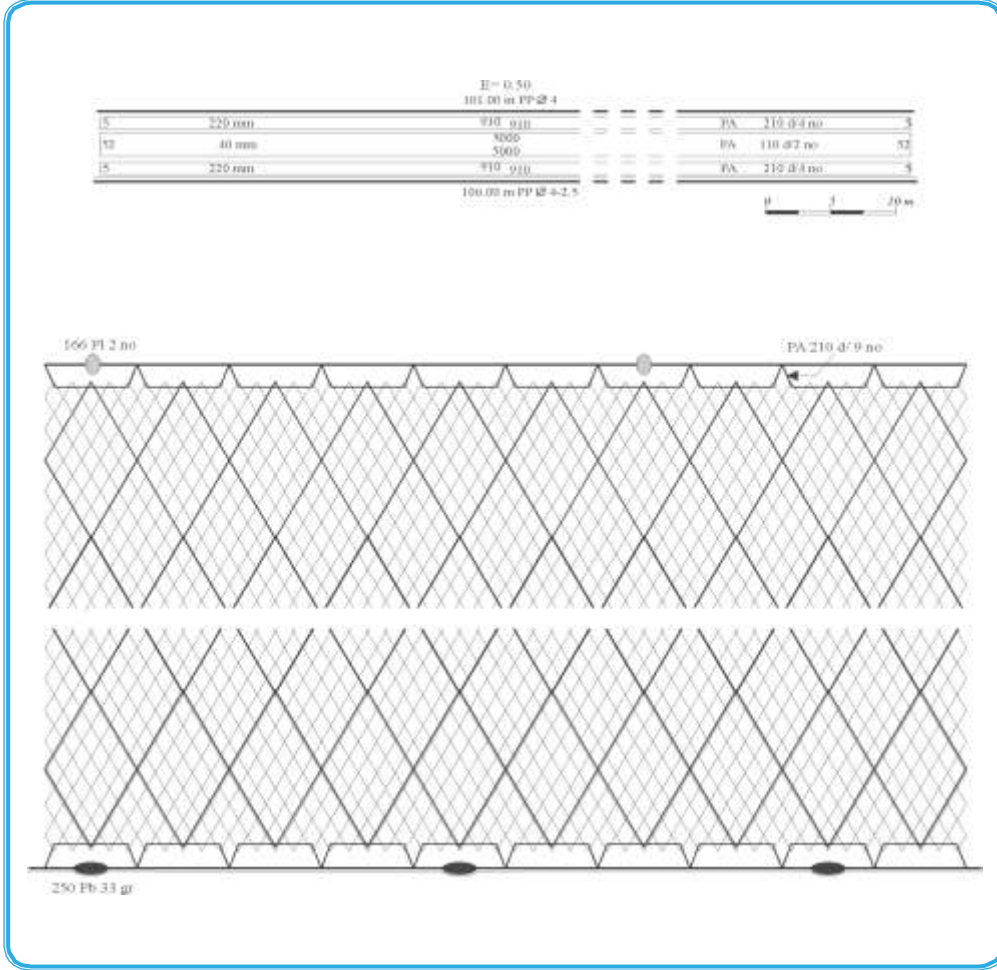 E= 0.50
101.00 m PP Ø 4
5 220 mm 910 910 PA 210 d/4 no 5
52 40 mm 5000 PA 110 d/2 no 52
5000
5 220 mm 910 910 PA 210 d/4 no 5
106.00 m PP Ø 4-2.5
0 5 10 m
166 Pl 2 no
PA 210 d/ 9 no
250 Pb 33 gr